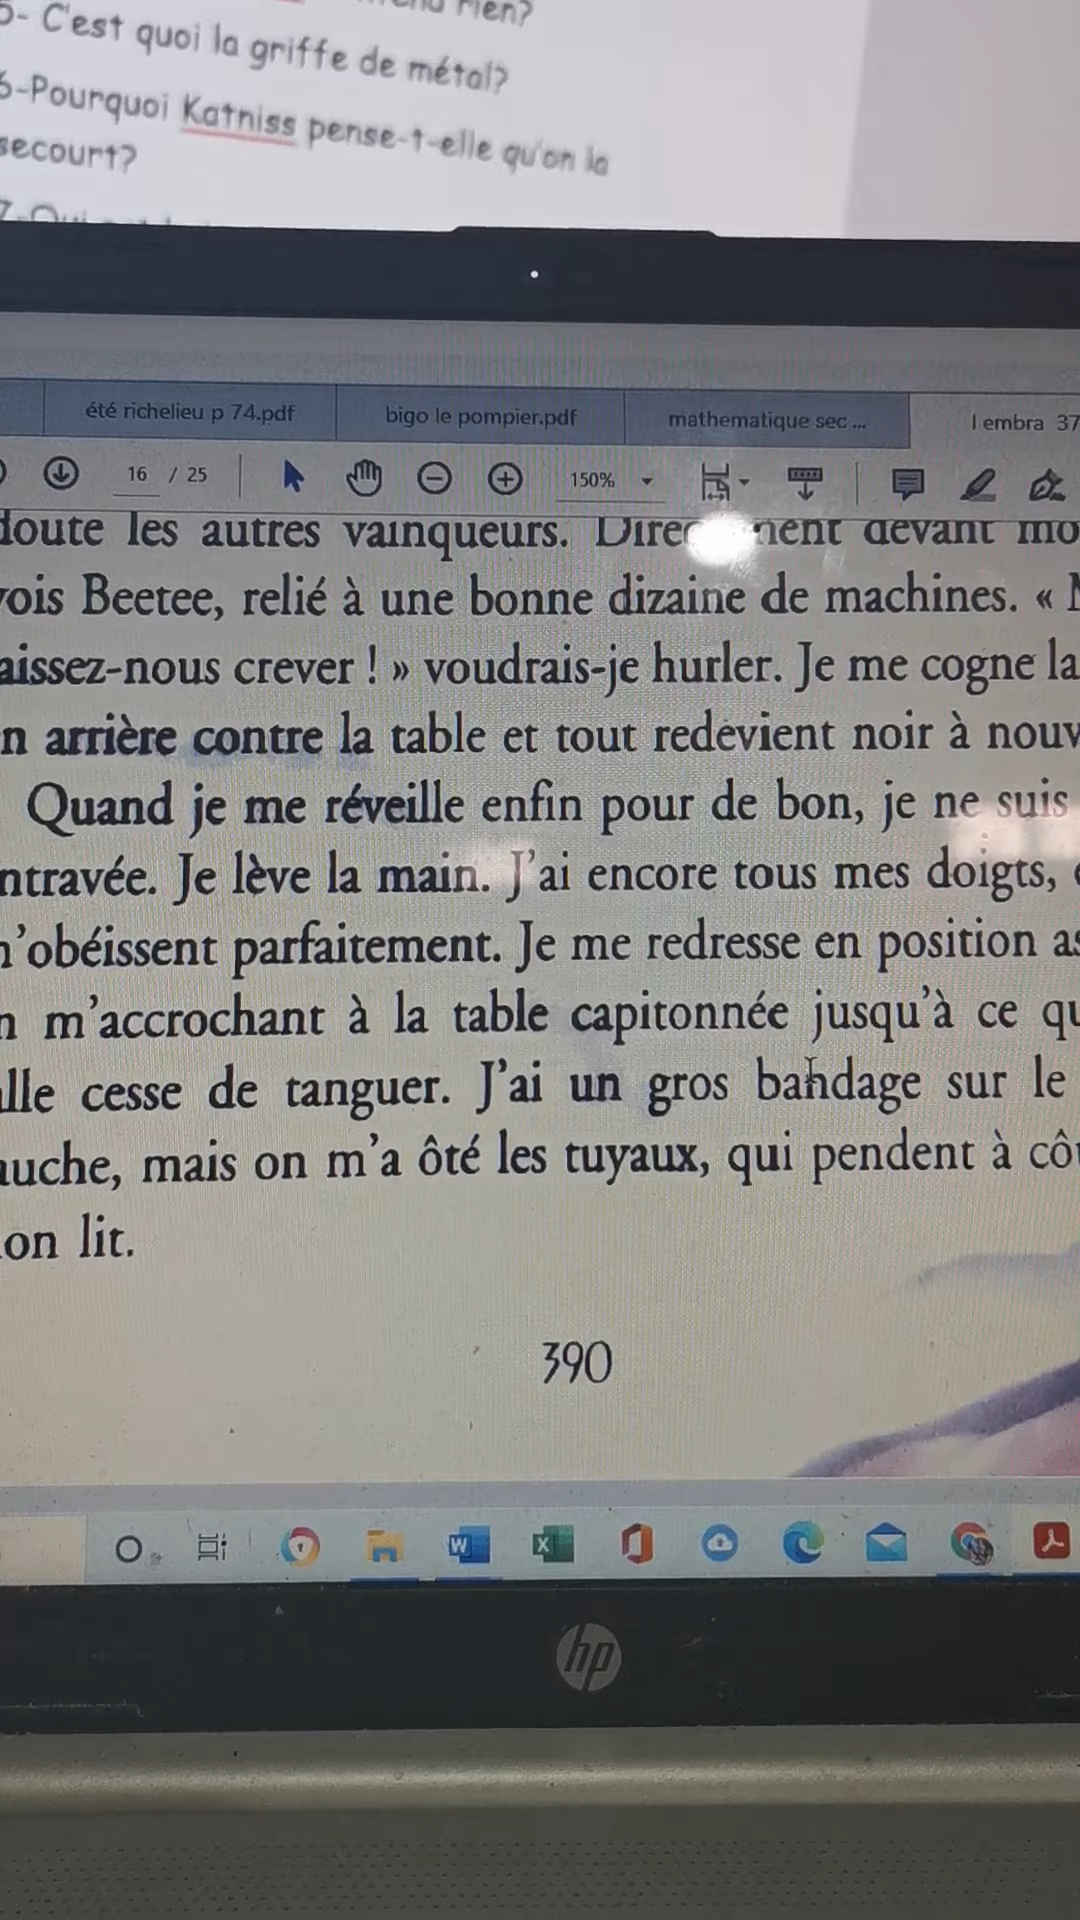 rien?
5- C'est quoi la griffe de métal?
6-Pourquoi Katniss pense-t-elle qu'on la
secourt?
été richelieu p 74.pdf
bigo le pompier.pdf
mathematique sec ...
l embra 37
16 / 25
150%
doute les autres vainqueurs. devant mo
vois Beetee, relié à une bonne dizaine de machines. «
aissez-nous crever ! » voudrais-je hurler. Je me cogne la
n arrière contre la table et tout redevient noir à nouv
Quand je me réveille enfin pour de bon, je ne suis
ntravée. Je lève la main. J'ai encore tous mes doigts,
n'obéissent parfaitement. Je me redresse en position as
n m'accrochant à la table capitonnée jusqu'à ce qu
lle cesse de tanguer. J'ai un gros bandage sur le
auche, mais on m'a ôté les tuyaux, qui pendent à cô
on lit.
390
hp